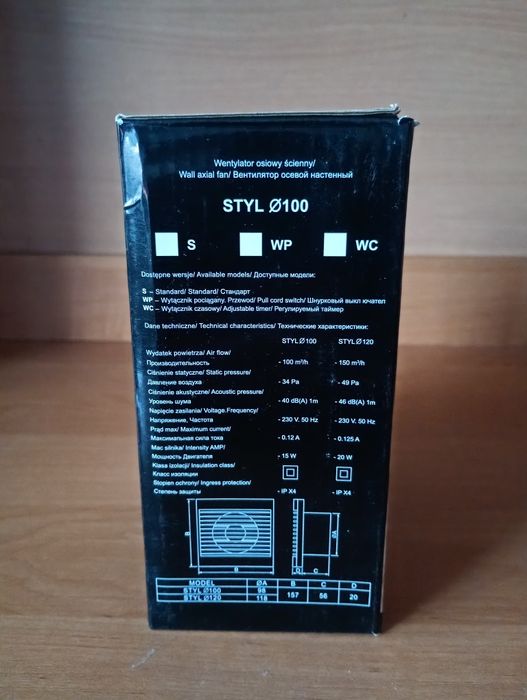 Wentylator osiowy ścienny/
Wall axial fan/ Вентилятор осевой настенный
STYL Ø100
S WP WC
Dostępne wersje/ Available models/ Доступные модели:
S – Standard/ Standard/ Стандарт
WP – Wyłącznik pociągany. Przewod/ Pull cord switch/ Шнурковый выкл ючател
WC – Wyłącznik czasowy/ Adjustable timer/ Регулируемый таймер
Dane techniczne/ Technical characteristics/ Технические характеристики:
STYL Ø100 STYL Ø120
Wydatek powietrza/ Air flow/
Производительность - 100 m³/h - 150 m³/h
Ciśnienie statyczne/ Static pressure/
Давление воздуха - 34 Pa - 49 Pa
Ciśnienie akustyczne/ Acoustic pressure/
Уровень шума - 40 dB(A) 1m - 46 dB(A) 1m
Napięcie zasilania/ Voltage.Frequency/
Напряжение, Частота - 230 V. 50 Hz - 230 V. 50 Hz
Prąd max/ Maximum current/
Максимальная сила тока - 0.12 A - 0.125 A
Mac silnika/ Intensity AMP/
Мощность Двигателя - 15 W - 20 W
Klasa izolacji/ Insulation class/
Класс изоляции
Stopien ochrony/ Ingress protection/
Степень защиты - IP X4 - IP X4
B ØA
B D C
MODEL ØA B C D
STYL Ø100 98 157 56 20
STYL Ø120 118